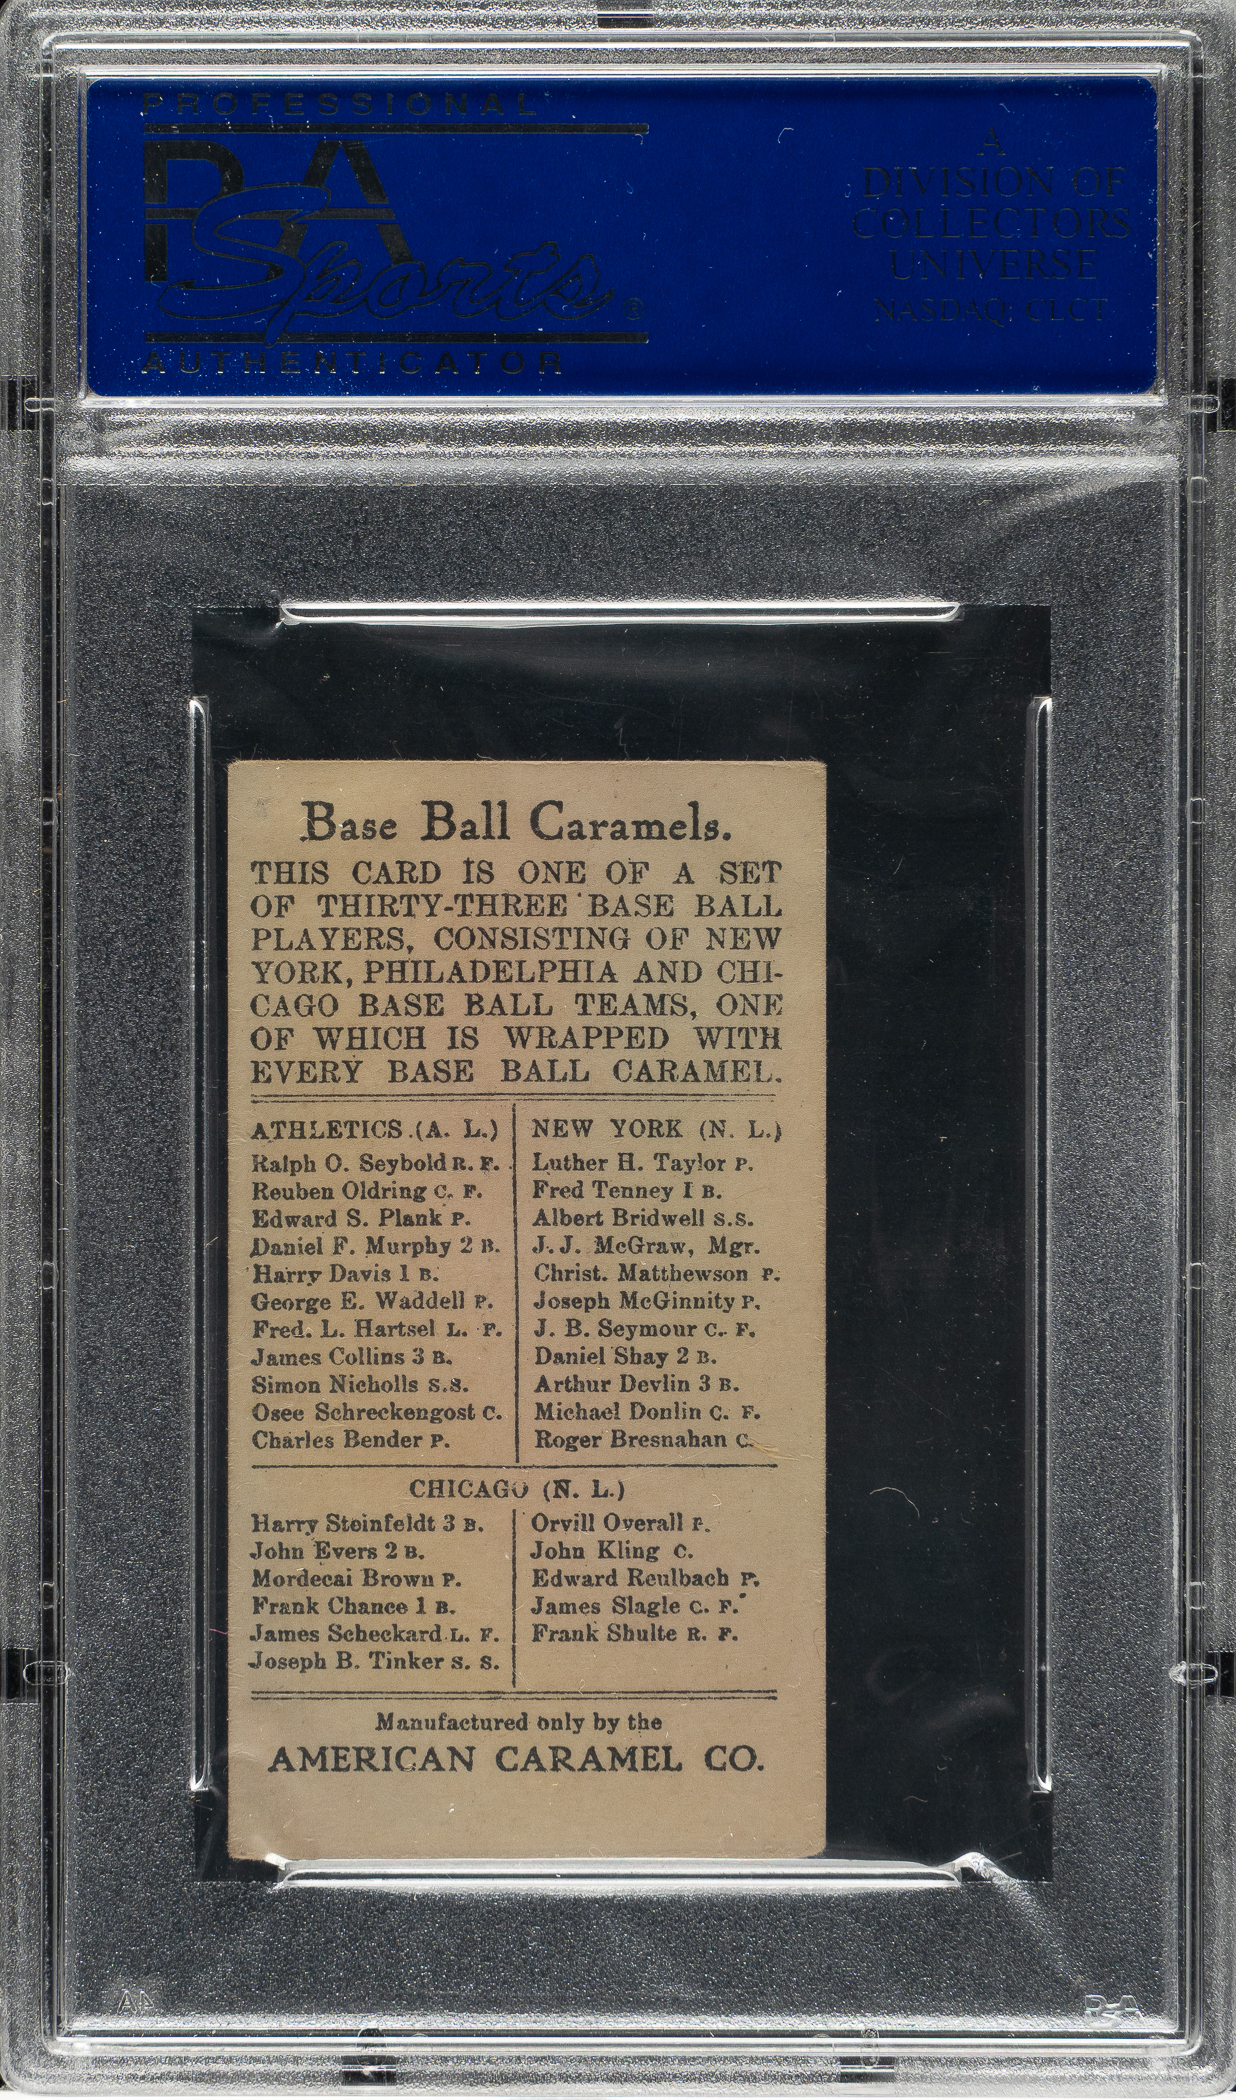 PROFESSIONAL
PSA
Sports®
AUTHENTICATOR
A
DIVISION OF
COLLECTORS
UNIVERSE
NASDAQ: CLCT
Base Ball Caramels.
THIS CARD IS ONE OF A SET
OF THIRTY-THREE BASE BALL
PLAYERS, CONSISTING OF NEW
YORK, PHILADELPHIA AND CHI-
CAGO BASE BALL TEAMS, ONE
OF WHICH IS WRAPPED WITH
EVERY BASE BALL CARAMEL.
ATHLETICS (A. L.)
Ralph O. Seybold R. F.
Reuben Oldring C. F.
Edward S. Plank P.
Daniel F. Murphy 2 B.
Harry Davis 1 B.
George E. Waddell P.
Fred. L. Hartsel L. F.
James Collins 3 B.
Simon Nicholls S.S.
Osee Schreckengost C.
Charles Bender P.
NEW YORK (N. L.)
Luther H. Taylor P.
Fred Tenney I B.
Albert Bridwell S.S.
J. J. McGraw, Mgr.
Christ. Matthewson P.
Joseph McGinnity P.
J. B. Seymour C. F.
Daniel Shay 2 B.
Arthur Devlin 3 B.
Michael Donlin C. F.
Roger Bresnahan C.
CHICAGO (N. L.)
Harry Steinfeldt 3 B.
John Evers 2 B.
Mordecai Brown P.
Frank Chance 1 B.
James Scheckard L. F.
Joseph B. Tinker S. S.
Orvill Overall P.
John Kling C.
Edward Reulbach P.
James Slagle C. F.
Frank Shulte R. F.
Manufactured only by the
AMERICAN CARAMEL CO.
PSA